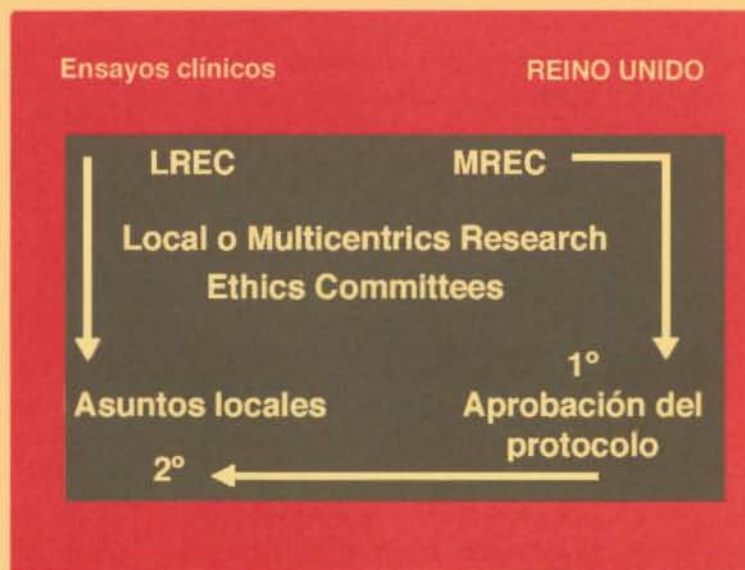 Ensayos clínicos
REINO UNIDO
LREC
MREC
Local o Multicentrics Research
Ethics Committees
1º
Asuntos locales
Aprobación del
protocolo
2º